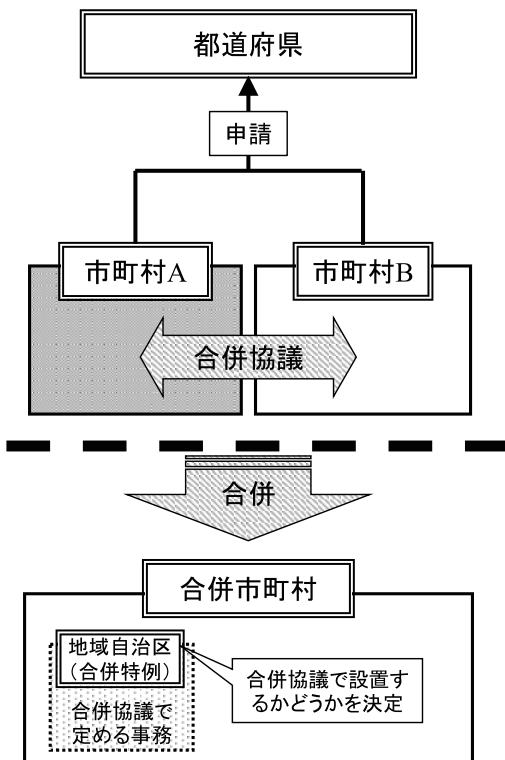 都道府県
申請
市町村A
市町村B
合併協議
合併
合併市町村
地域自治区
（合併特例）
合併協議で設置す
るかどうかを決定
合併協議で
定める事務